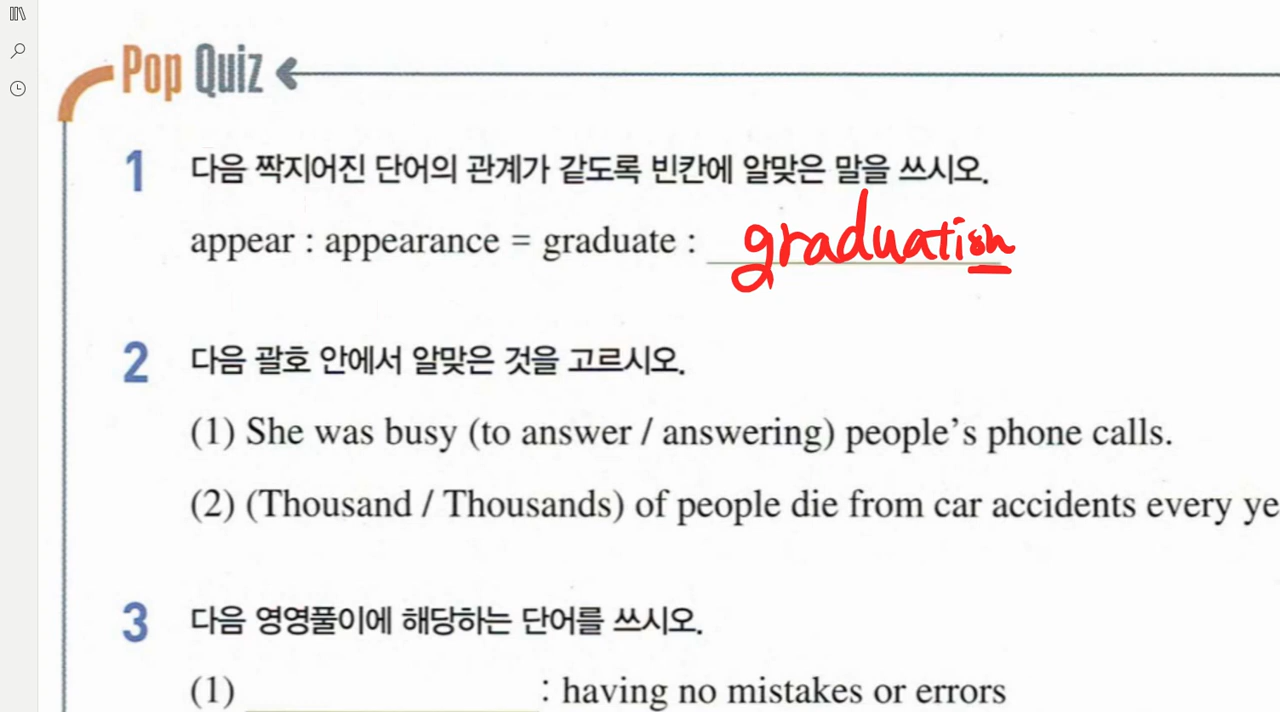 Pop Quiz
1 다음 짝지어진 단어의 관계가 같도록 빈칸에 알맞은 말을 쓰시오.
appear : appearance = graduate : graduation
2 다음 괄호 안에서 알맞은 것을 고르시오.
(1) She was busy (to answer / answering) people's phone calls.
(2) (Thousand / Thousands) of people die from car accidents every ye
3 다음 영영풀이에 해당하는 단어를 쓰시오.
(1) : having no mistakes or errors